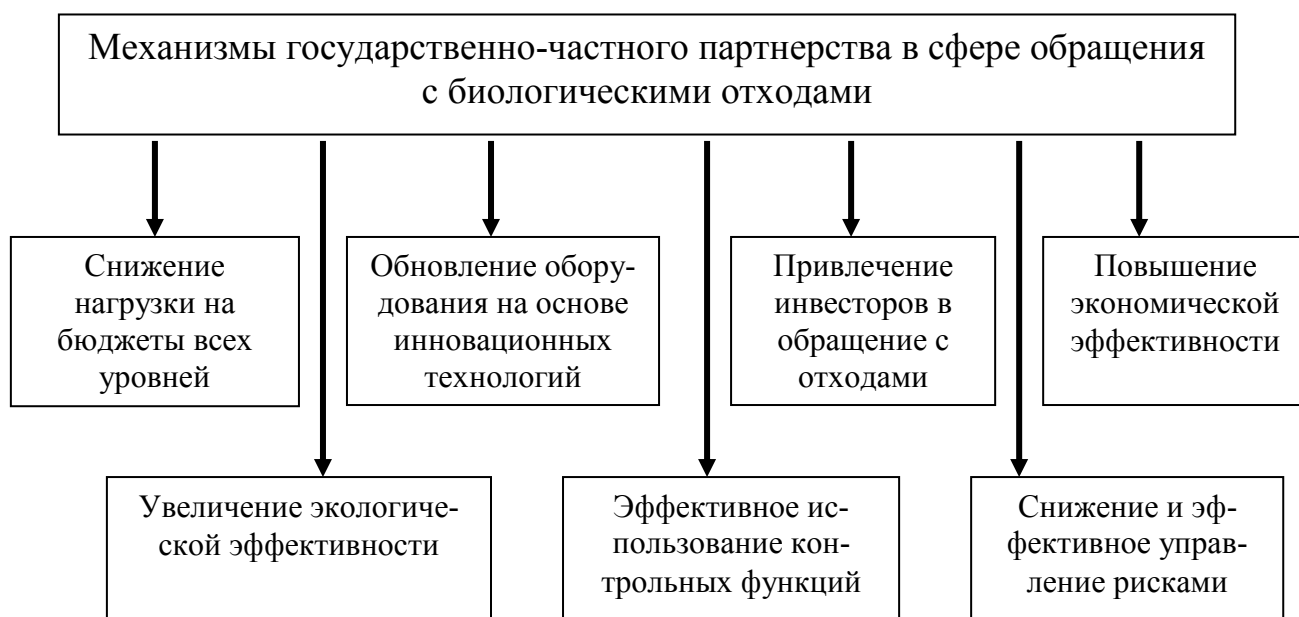 Механизмы государственно-частного партнерства в сфере обращения
с биологическими отходами
Снижение
нагрузки на
бюджеты всех
уровней
Обновление обору-
дования на основе
инновационных
технологий
Привлечение
инвесторов в
обращение с
отходами
Повышение
экономической
эффективности
Увеличение экологиче-
ской эффективности
Эффективное ис-
пользование кон-
трольных функций
Снижение и эф-
фективное управ-
ление рисками